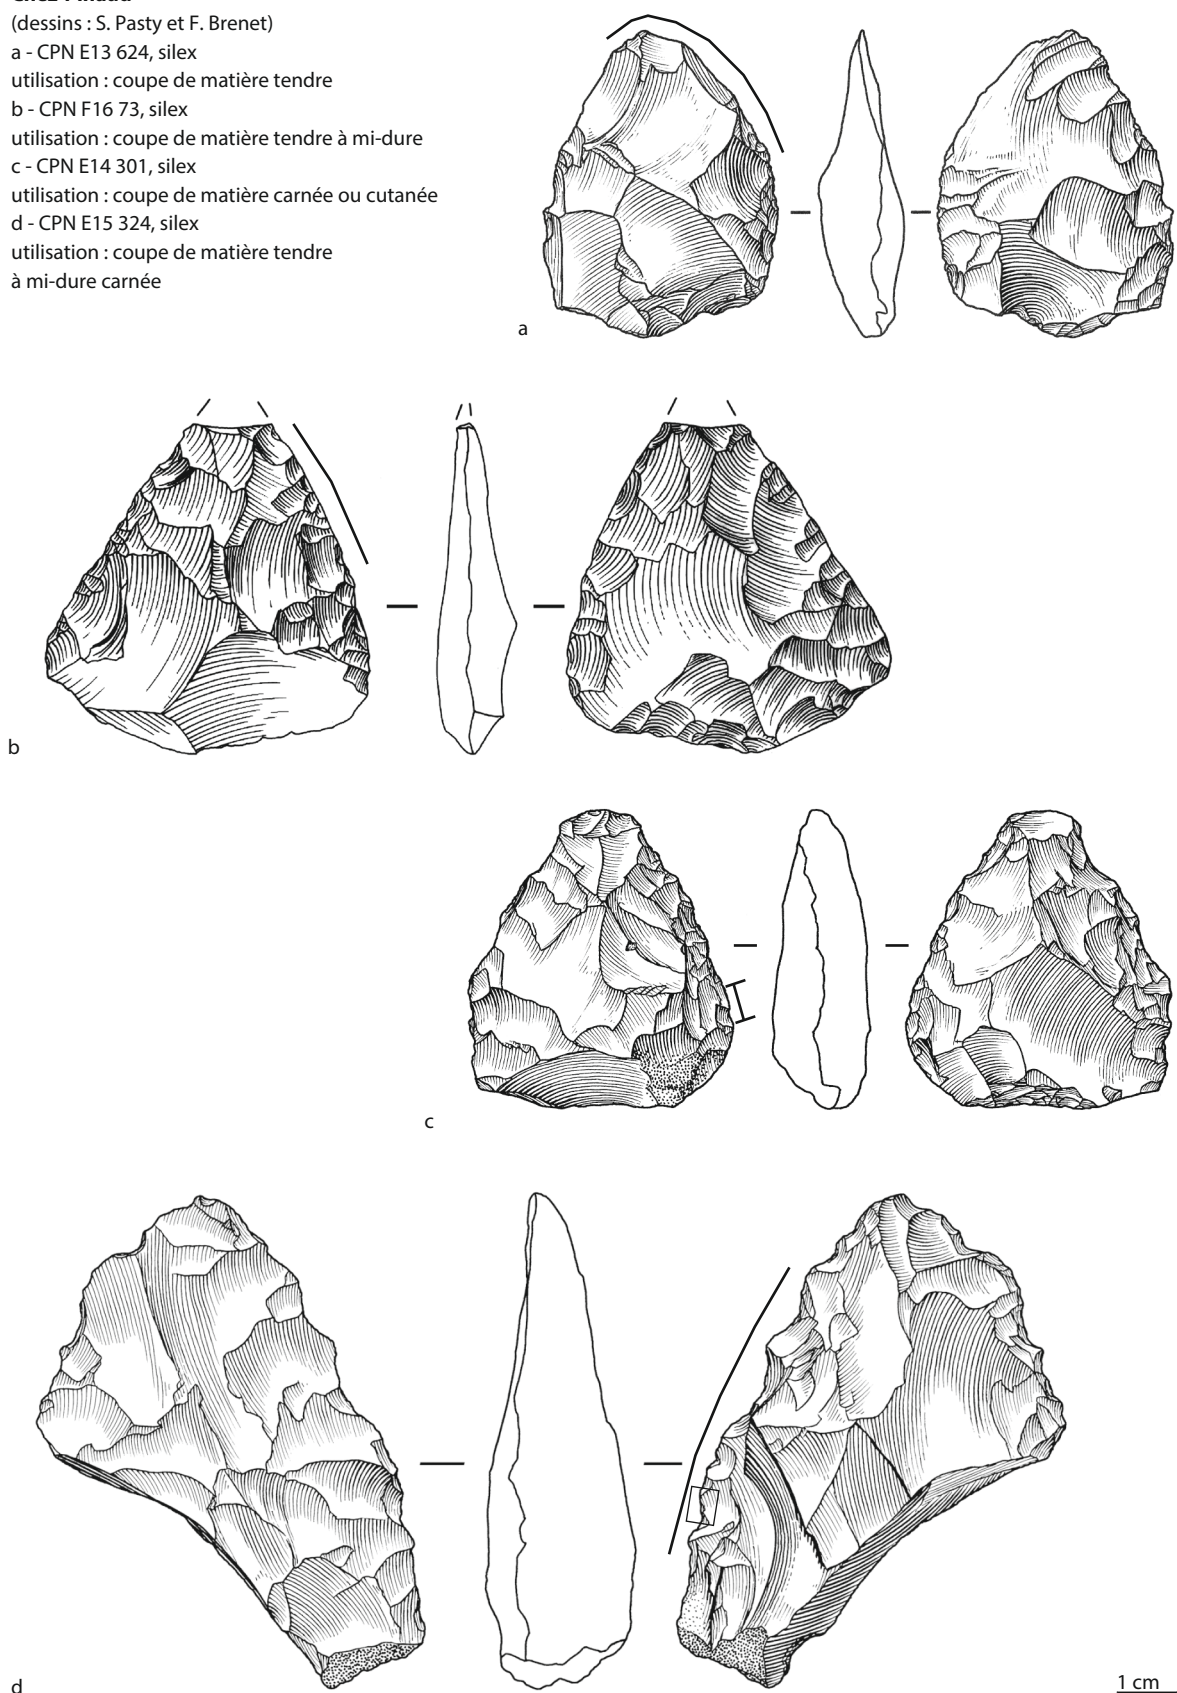 (dessins : S. Pasty et F. Brenet)
a - CPN E13 624, silex
utilisation : coupe de matière tendre
b - CPN F16 73, silex
utilisation : coupe de matière tendre à mi-dure
c - CPN E14 301, silex
utilisation : coupe de matière carnée ou cutanée
d - CPN E15 324, silex
utilisation : coupe de matière tendre
à mi-dure carnée
a
b
c
d
1 cm